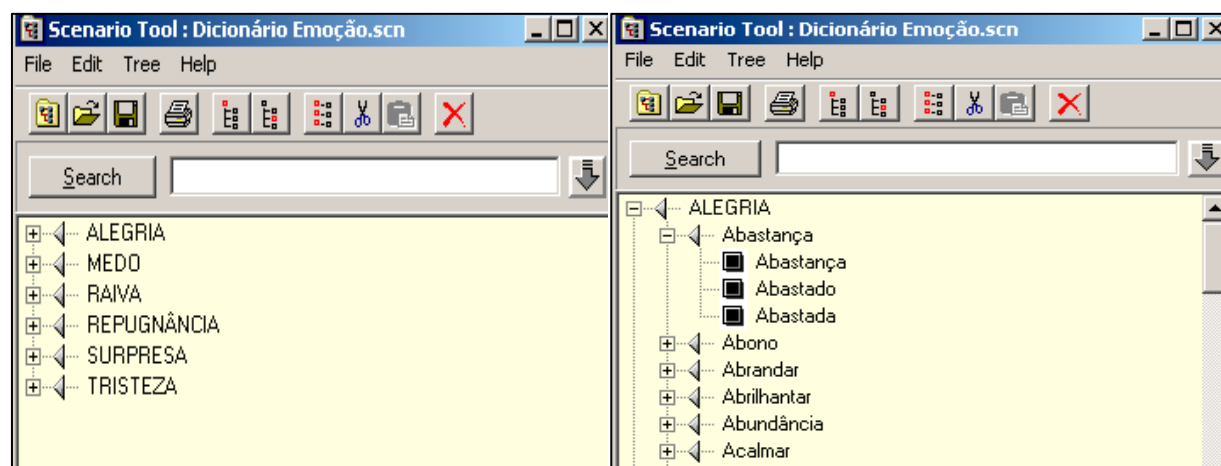 Scenario Tool : Dicionário Emoção.scn
File Edit Tree Help
Search
ALEGRIA
MEDO
RAIVA
REPUGNÂNCIA
SURPRESA
TRISTEZA
Scenario Tool : Dicionário Emoção.scn
File Edit Tree Help
Search
ALEGRIA
Abastança
Abastança
Abastado
Abastada
Abono
Abrandar
Abrilhantar
Abundância
Acalmar